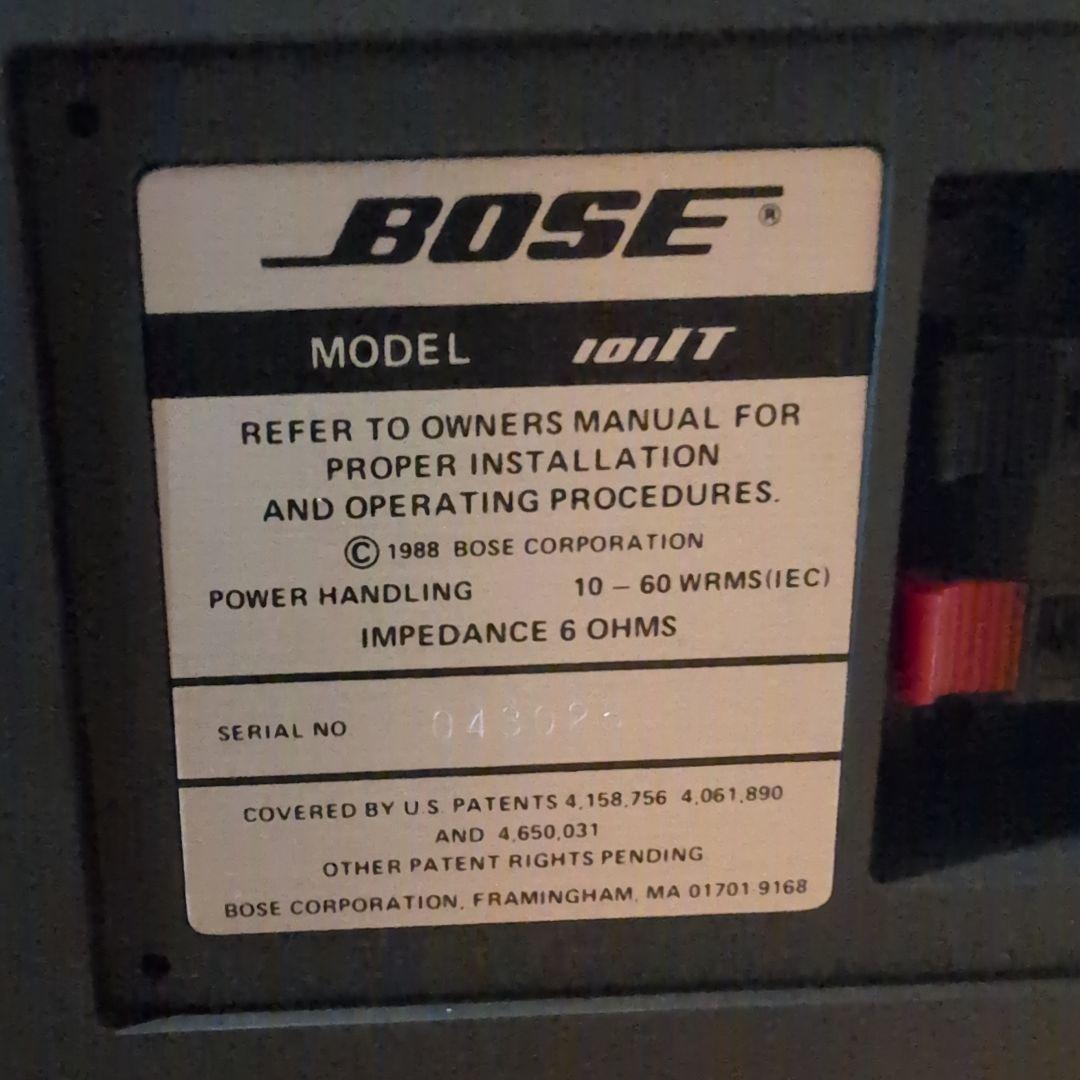 BOSE®
MODEL 101IT
REFER TO OWNERS MANUAL FOR
PROPER INSTALLATION
AND OPERATING PROCEDURES.
© 1988 BOSE CORPORATION
POWER HANDLING 10 – 60 WRMS(IEC)
IMPEDANCE 6 OHMS
SERIAL NO
COVERED BY U.S. PATENTS 4,158,756 4,061,890
AND 4,650,031
OTHER PATENT RIGHTS PENDING
BOSE CORPORATION, FRAMINGHAM, MA 01701-9168